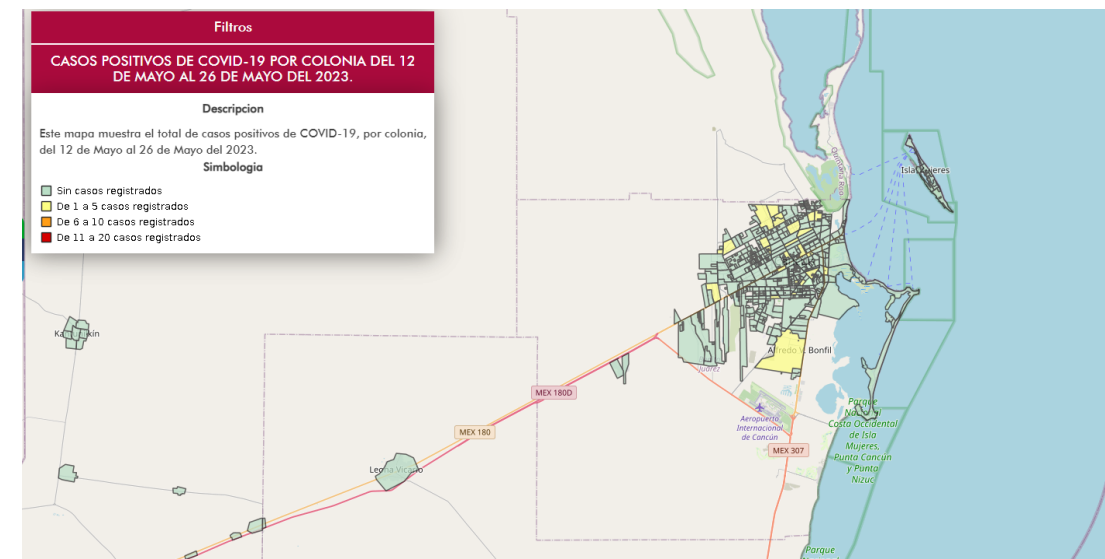 Filtros
CASOS POSITIVOS DE COVID-19 POR COLONIA DEL 12
DE MAYO AL 26 DE MAYO DEL 2023.
Descripcion
Este mapa muestra el total de casos positivos de COVID-19, por colonia,
del 12 de Mayo al 26 de Mayo del 2023.
Simbologia
Sin casos registrados
De 1 a 5 casos registrados
De 6 a 10 casos registrados
De 11 a 20 casos registrados
Quintana Roo
Isla Mujeres
Alfredo V. Bonfil
Juárez
MEX 180D
MEX 180
MEX 307
Aeropuerto
Internacional
de Cancún
Parque
Nacional
Costa Occidental
de Isla
Mujeres,
Punta Cancún
y Punta
Nizuc
Leona Vicario
Parque